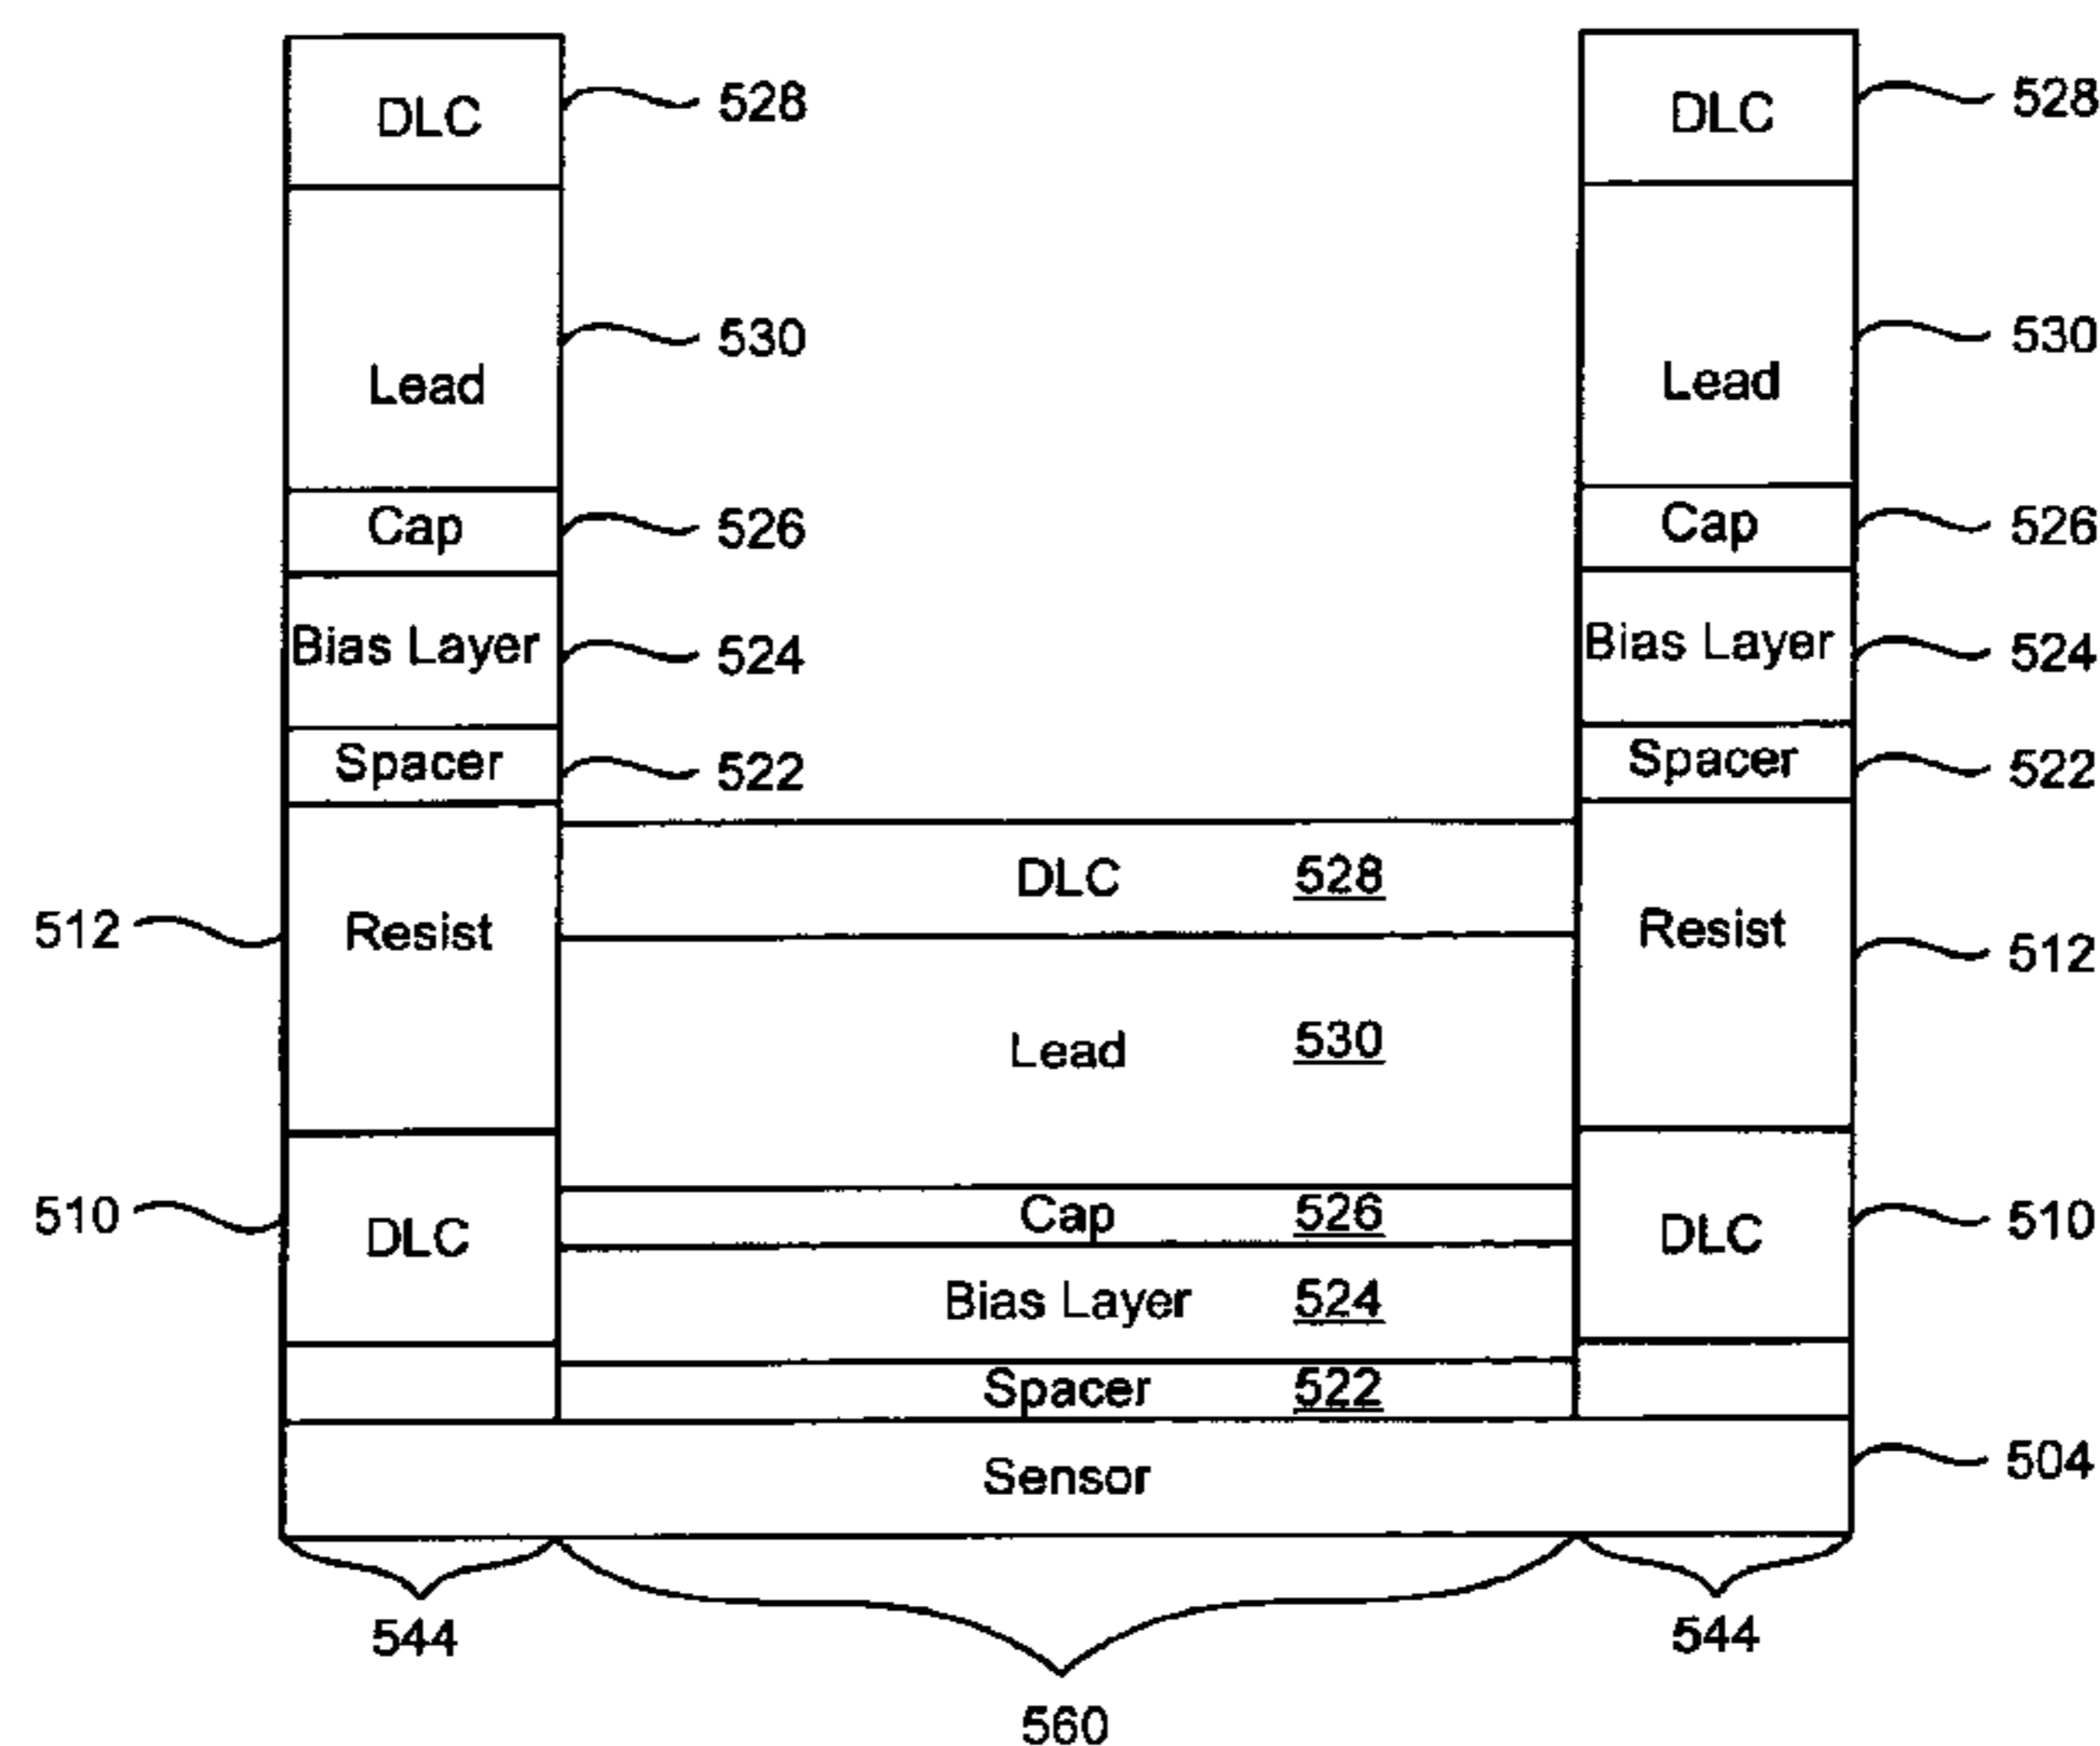 DLC 528 DLC 528
Lead 530 Lead 530
Cap 526 Cap 526
Bias Layer 524 Bias Layer 524
Spacer 522 Spacer 522
DLC 528
512 Resist Resist 512
Lead 530
510 DLC Cap 526 DLC 510
Bias Layer 524
Spacer 522
Sensor 504
544 544
560